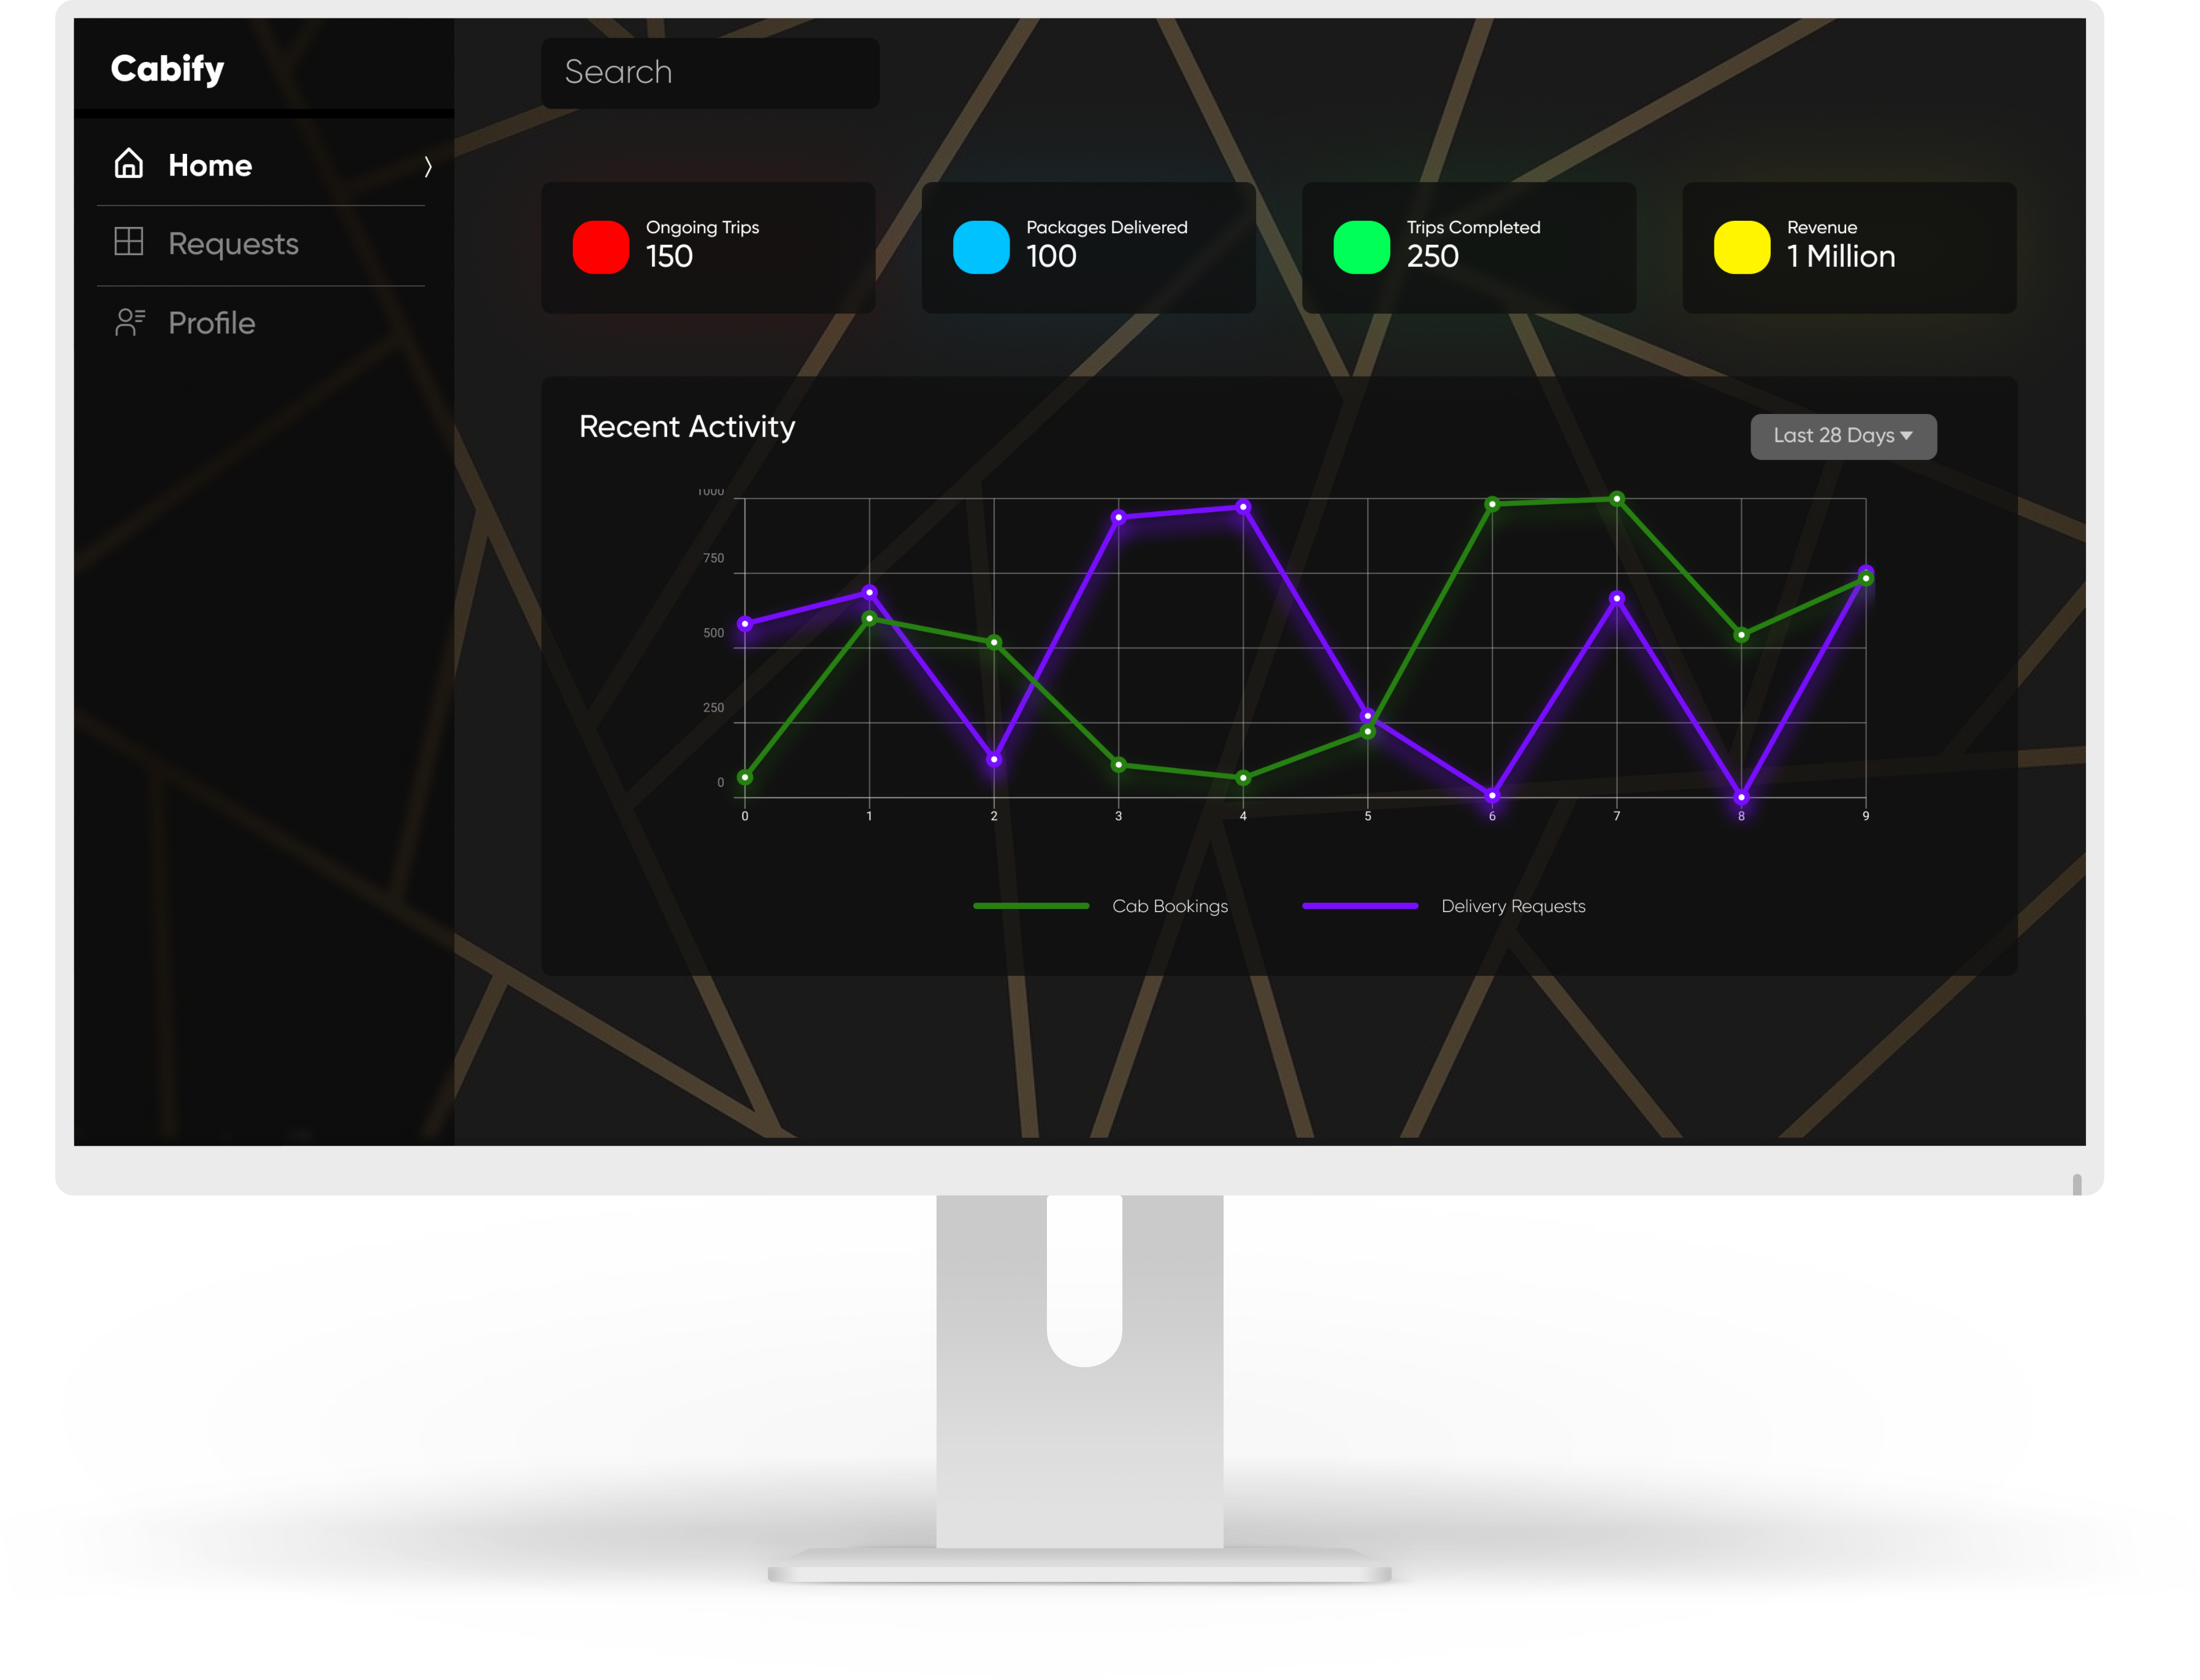 Cabify
Search
Home
Requests
Profile
Ongoing Trips
150
Packages Delivered
100
Trips Completed
250
Revenue
1 Million
Recent Activity
Last 28 Days
1000
750
500
250
0
0 1 2 3 4 5 6 7 8 9
Cab Bookings
Delivery Requests